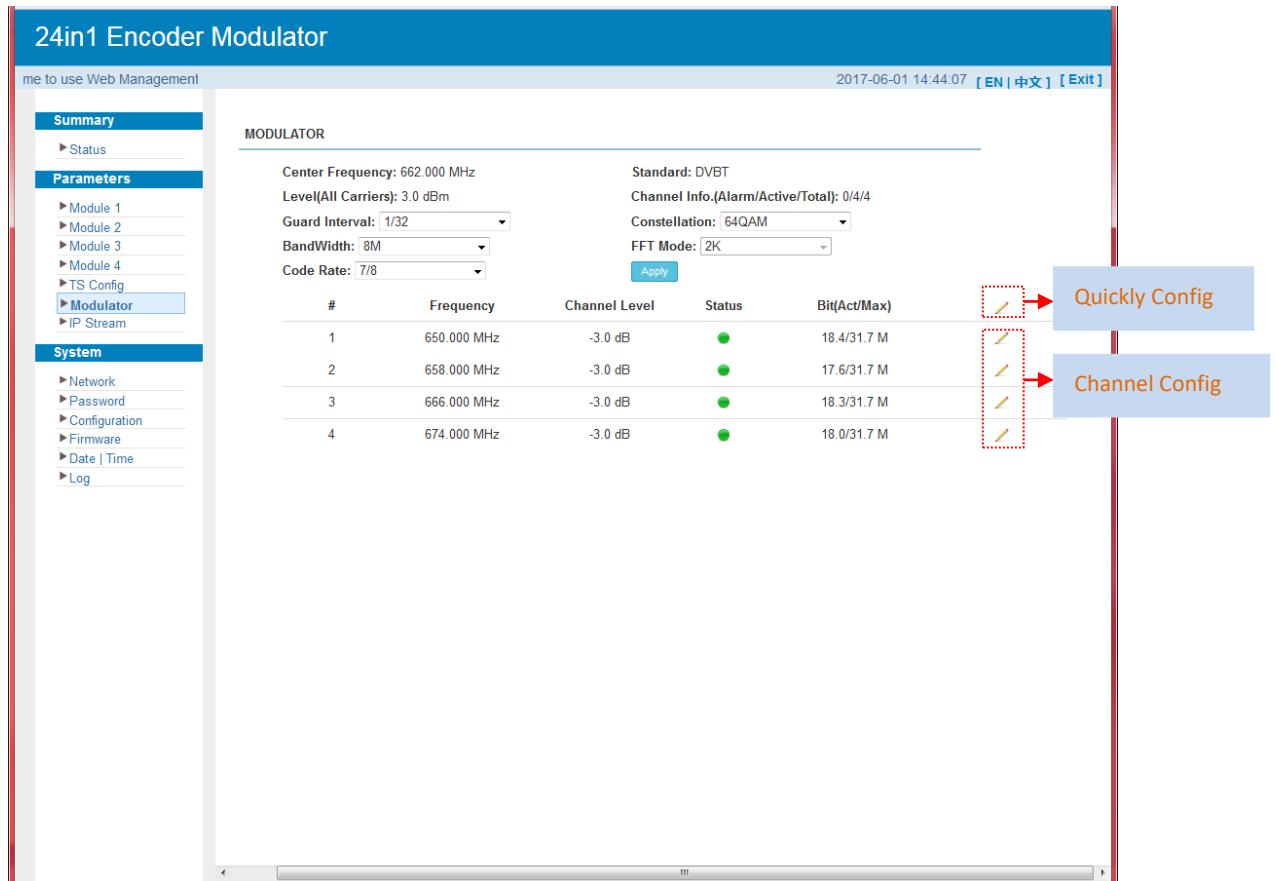 24in1 Encoder Modulator
me to use Web Management
2017-06-01 14:44:07 [ EN | 中文 ] [ Exit ]
Summary
Status
Parameters
Module 1
Module 2
Module 3
Module 4
TS Config
Modulator
IP Stream
System
Network
Password
Configuration
Firmware
Date | Time
Log
MODULATOR
Center Frequency: 662.000 MHz
Standard: DVBT
Level(All Carriers): 3.0 dBm
Channel Info.(Alarm/Active/Total): 0/4/4
Guard Interval: 1/32
Constellation: 64QAM
BandWidth: 8M
FFT Mode: 2K
Code Rate: 7/8
Apply
# Frequency Channel Level Status Bit(Act/Max)
1 650.000 MHz -3.0 dB 18.4/31.7 M
2 658.000 MHz -3.0 dB 17.6/31.7 M
3 666.000 MHz -3.0 dB 18.3/31.7 M
4 674.000 MHz -3.0 dB 18.0/31.7 M
Quickly Config
Channel Config